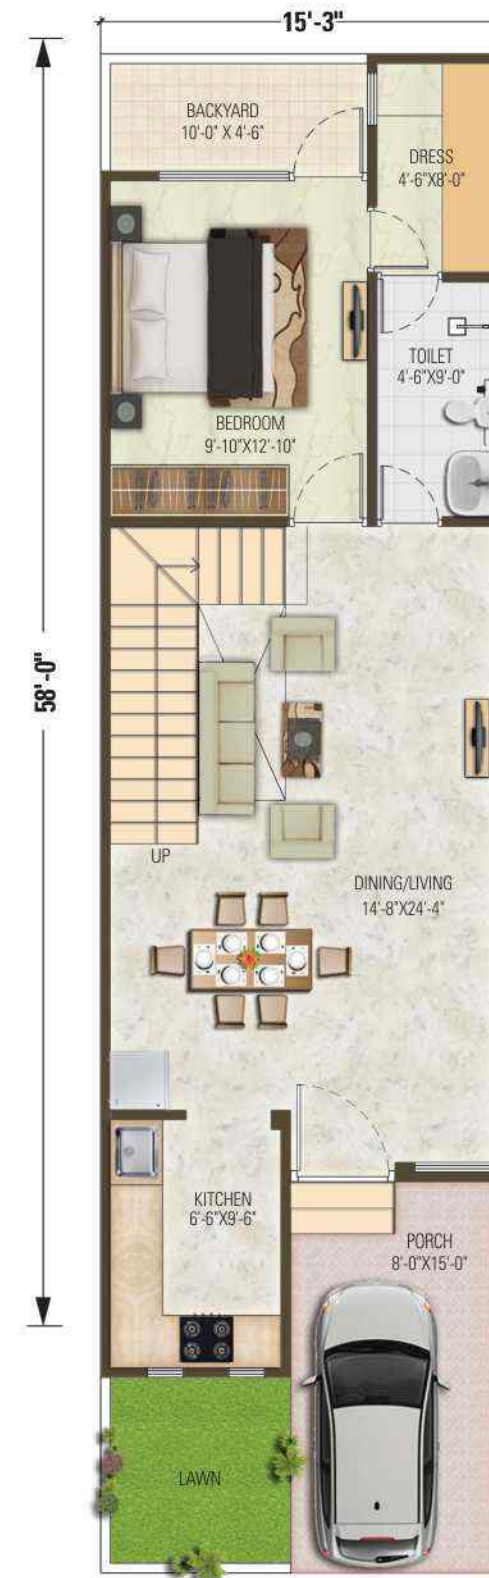 15'-3"
BACKYARD
10'-0" X 4'-6"
DRESS
4'-6"X8'-0"
TOILET
4'-6"X9'-0"
BEDROOM
9'-10"X12'-10"
58'-0"
UP
DINING/LIVING
14'-8"X24'-4"
KITCHEN
6'-6"X9'-6"
PORCH
8'-0"X15'-0"
LAWN